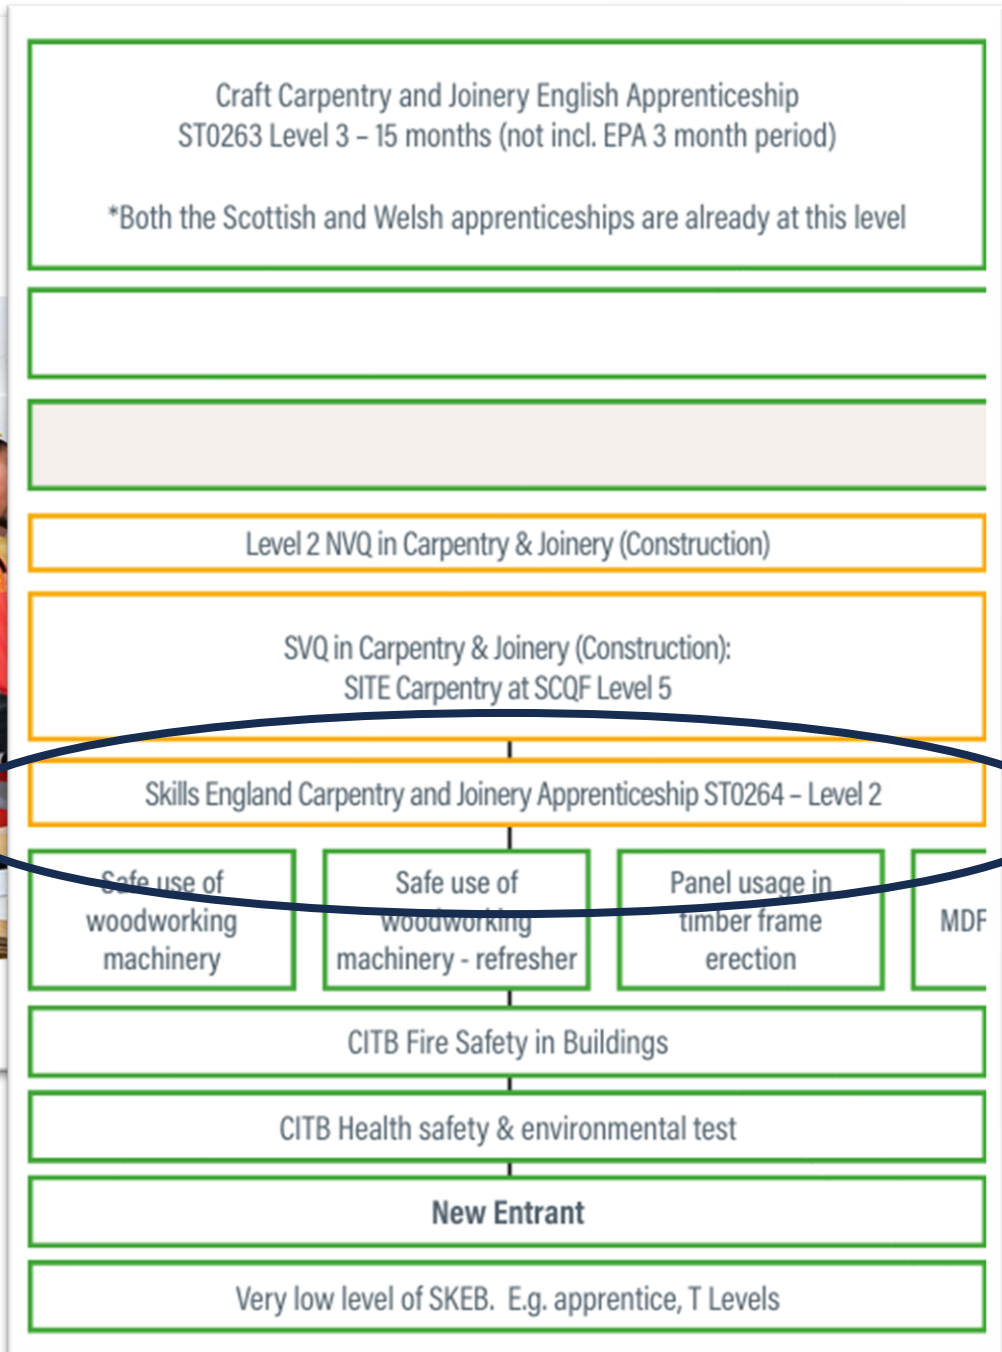 Craft Carpentry and Joinery English Apprenticeship
ST0263 Level 3 – 15 months (not incl. EPA 3 month period)
*Both the Scottish and Welsh apprenticeships are already at this level
Level 2 NVQ in Carpentry & Joinery (Construction)
SVQ in Carpentry & Joinery (Construction):
SITE Carpentry at SCQF Level 5
Skills England Carpentry and Joinery Apprenticeship ST0264 – Level 2
Safe use of
woodworking
machinery
Safe use of
woodworking
machinery - refresher
Panel usage in
timber frame
erection
MDF
CITB Fire Safety in Buildings
CITB Health safety & environmental test
New Entrant
Very low level of SKEB. E.g. apprentice, T Levels